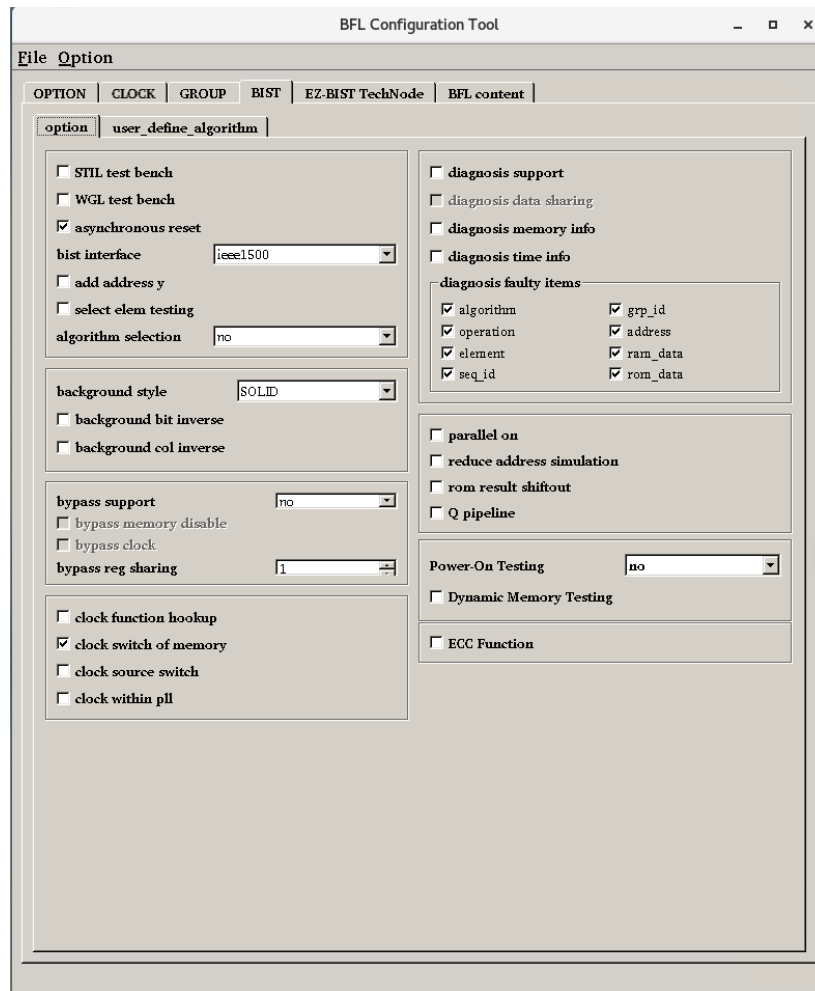 BFL Configuration Tool
File Option
OPTION CLOCK GROUP BIST EZ-BIST TechNode BFL content
option user_define_algorithm
STIL test bench
WGL test bench
asynchronous reset
bist interface ieee1500
add address y
select elem testing
algorithm selection no
background style SOLID
background bit inverse
background col inverse
bypass support no
bypass memory disable
bypass clock
bypass reg sharing 1
clock function hookup
clock switch of memory
clock source switch
clock within pll
diagnosis support
diagnosis data sharing
diagnosis memory info
diagnosis time info
diagnosis faulty items
algorithm grp_id
operation address
element ram_data
seq_id rom_data
parallel on
reduce address simulation
rom result shiftout
Q pipeline
Power-On Testing no
Dynamic Memory Testing
ECC Function